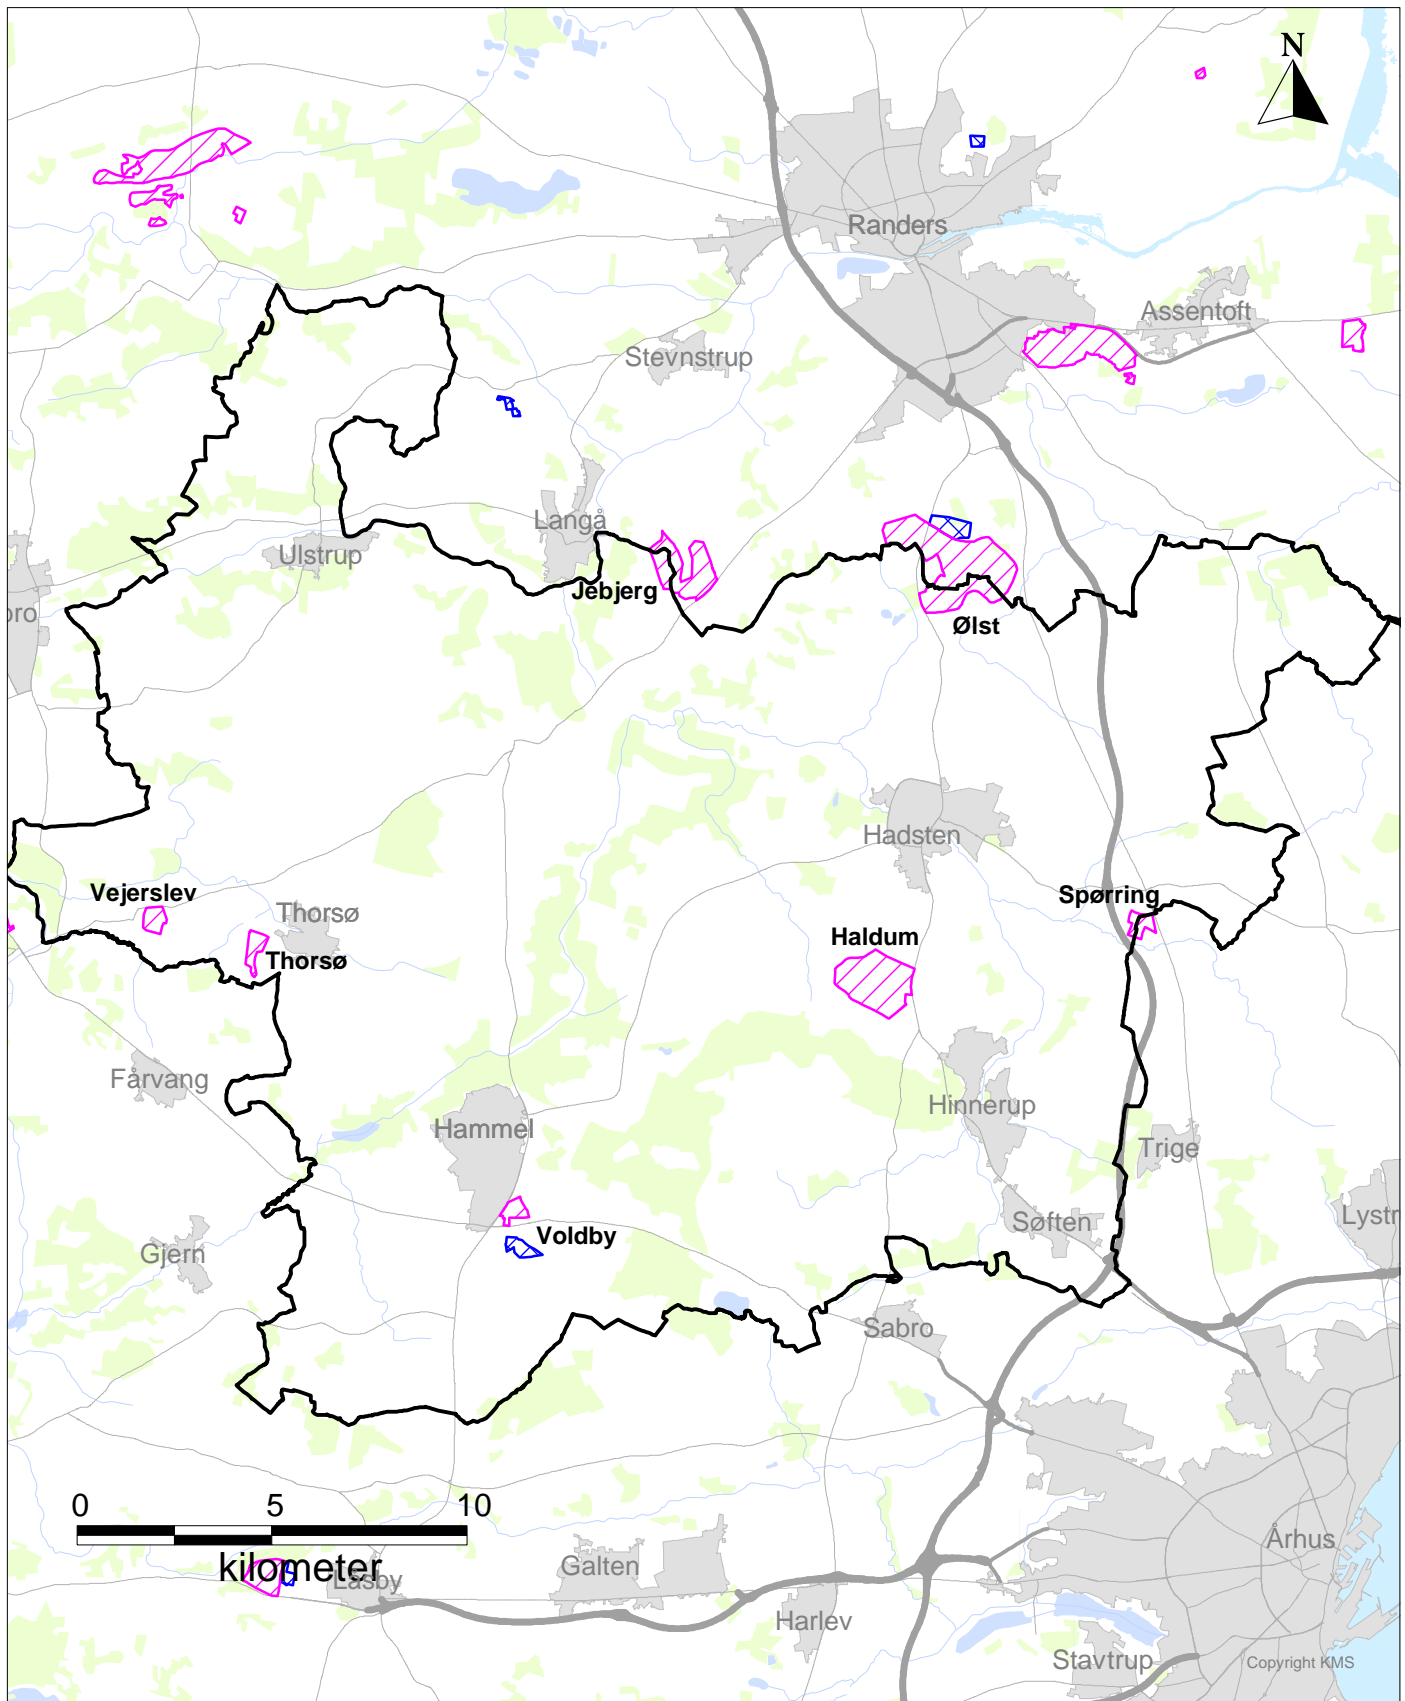 N
Randers
Assentoft
Stevnstrup
Langå
Ulstrup
Jebjerg
Ølst
Hadsten
Vejerslev
Spørring
Thorsø
Haldum
Thorsø
Fårvang
Hinnerup
Hammel
Trige
Søften
Lystr
Voldby
Gjern
Sabro
0 5 10
kilometer
Århus
Galten
Låsby
Harlev
Stavtrup
Copyright KMS